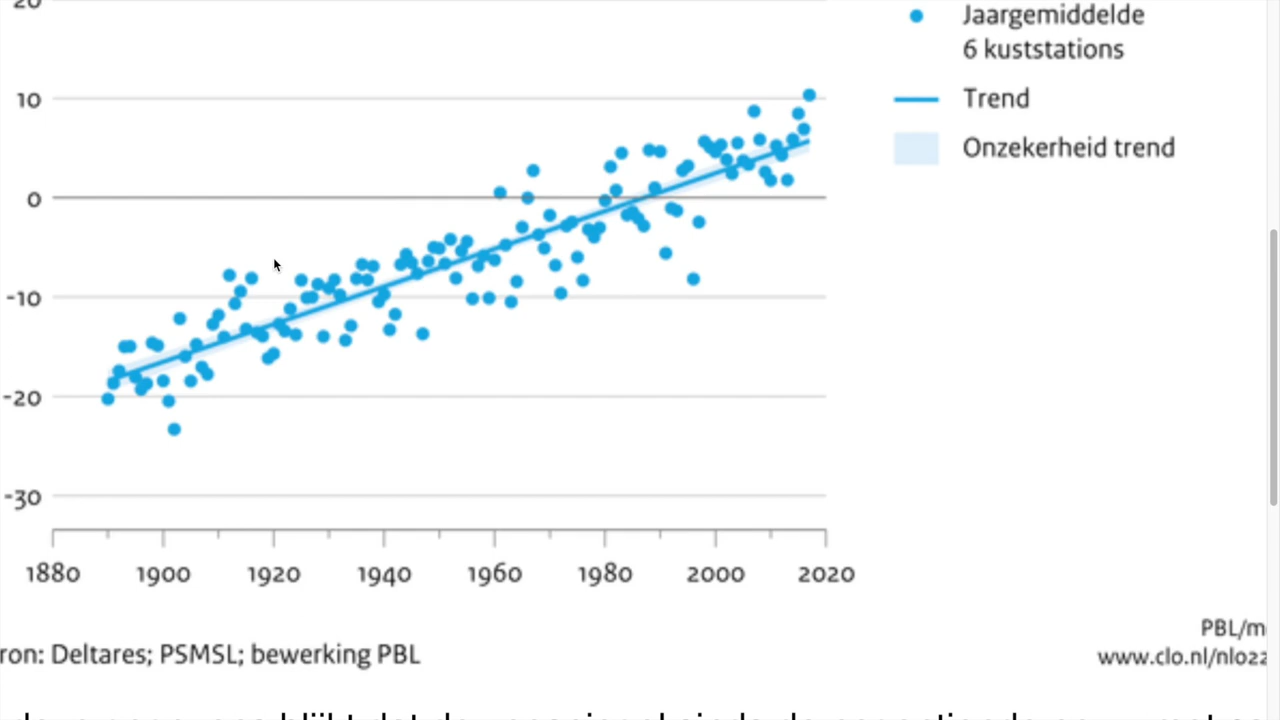 20
Jaargemiddelde
6 kuststations
10
Trend
Onzekerheid trend
0
-10
-20
-30
1880 1900 1920 1940 1960 1980 2000 2020
PBL/m
ron: Deltares; PSMSL; bewerking PBL
www.clo.nl/nl022